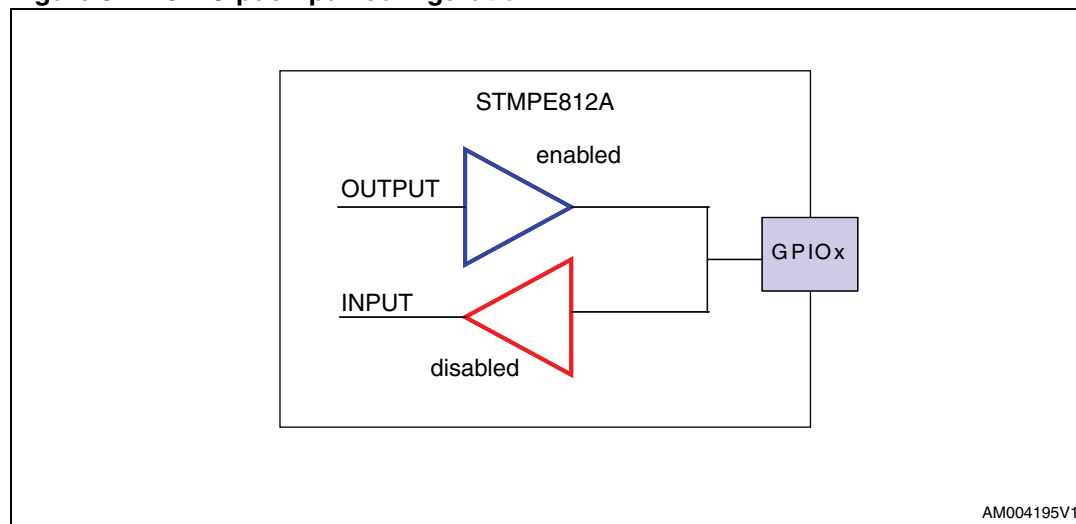 STMPE812A
enabled
OUTPUT
GPIOx
INPUT
disabled
AM004195V1